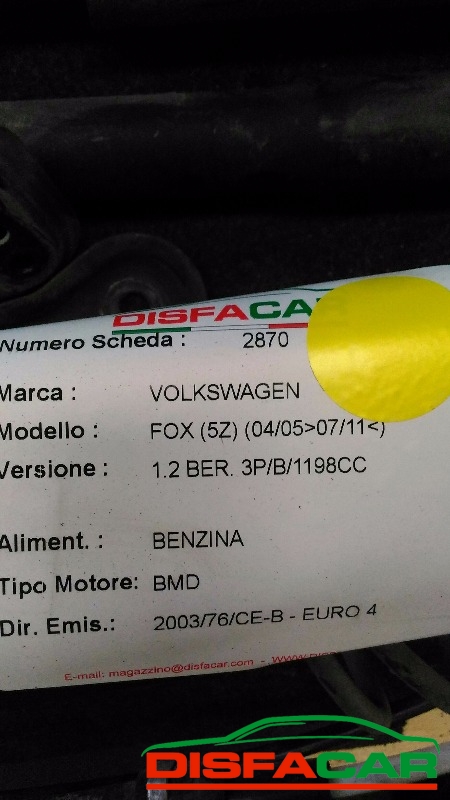 DISFACAR
Numero Scheda : 2870
Marca : VOLKSWAGEN
Modello : FOX (5Z) (04/05>07/11<)
Versione : 1.2 BER. 3P/B/1198CC
Aliment. : BENZINA
Tipo Motore: BMD
Dir. Emis.: 2003/76/CE-B - EURO 4
E-mail: magazzino@disfacar.com -
DISFACAR